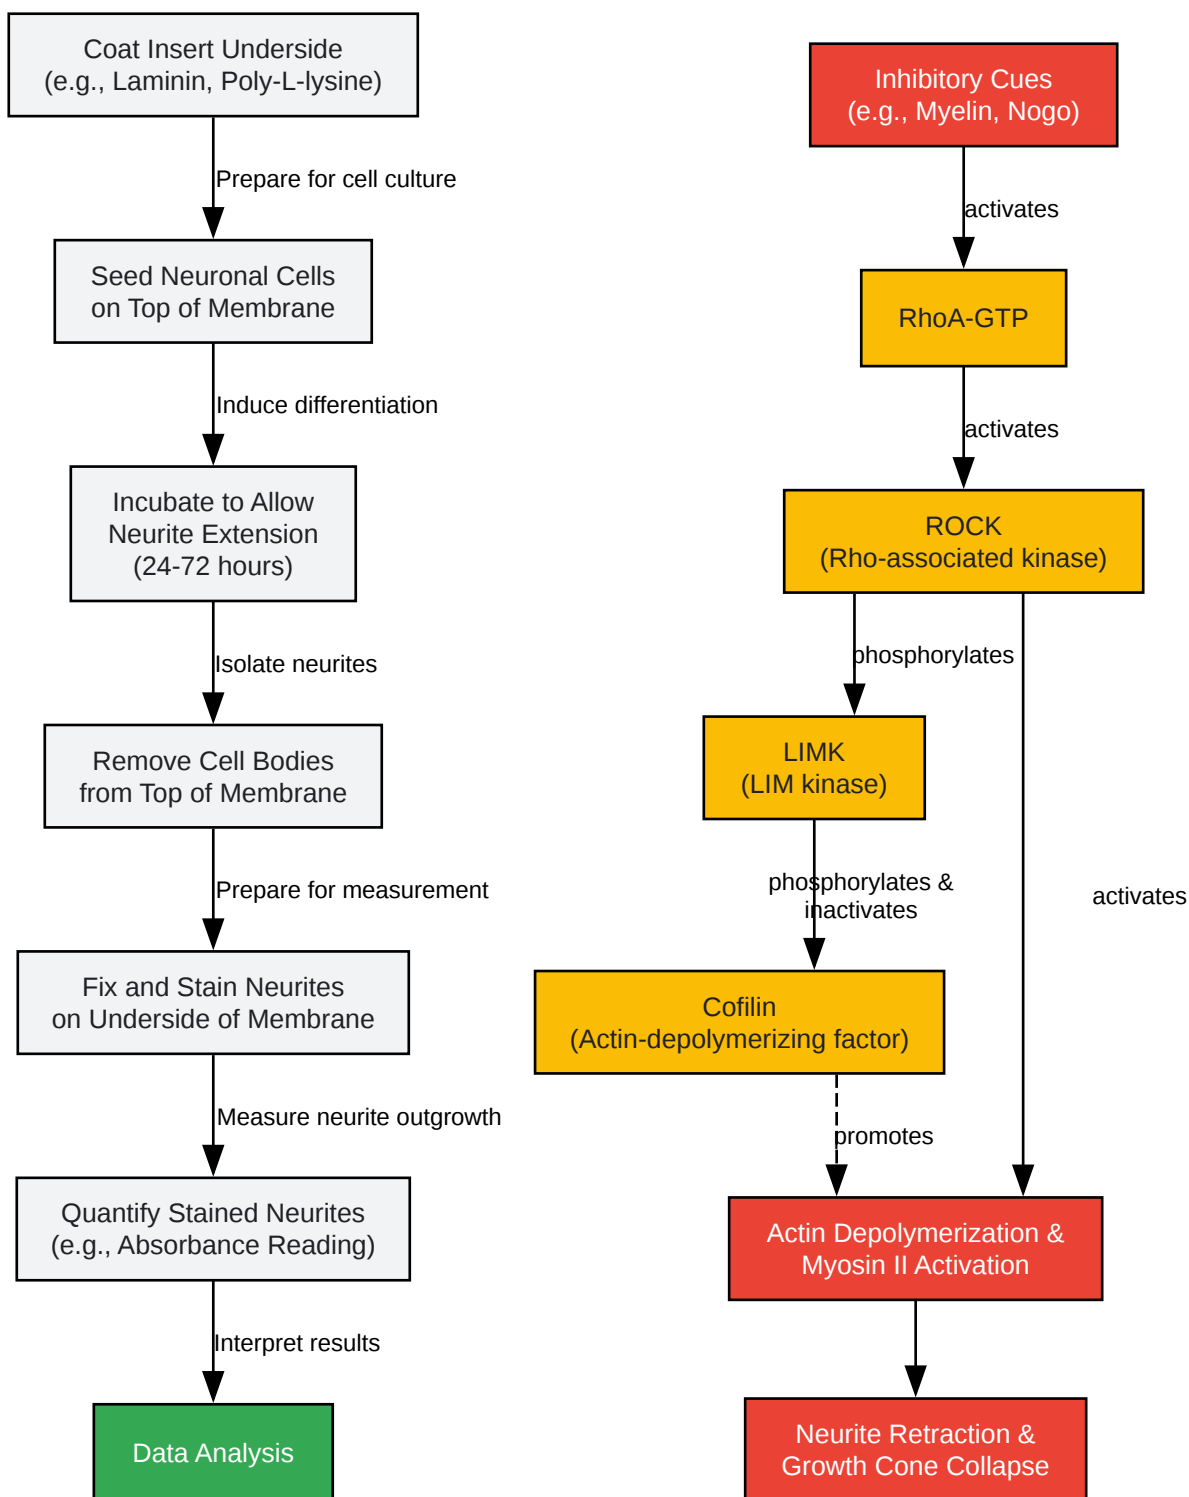 Coat Insert Underside
(e.g., Laminin, Poly-L-lysine)
Prepare for cell culture
Seed Neuronal Cells
on Top of Membrane
Induce differentiation
Incubate to Allow
Neurite Extension
(24-72 hours)
Isolate neurites
Remove Cell Bodies
from Top of Membrane
Prepare for measurement
Fix and Stain Neurites
on Underside of Membrane
Measure neurite outgrowth
Quantify Stained Neurites
(e.g., Absorbance Reading)
Interpret results
Data Analysis
Inhibitory Cues
(e.g., Myelin, Nogo)
activates
RhoA-GTP
activates
ROCK
(Rho-associated kinase)
phosphorylates
LIMK
(LIM kinase)
phosphorylates &
inactivates
activates
Cofilin
(Actin-depolymerizing factor)
promotes
Actin Depolymerization &
Myosin II Activation
Neurite Retraction &
Growth Cone Collapse